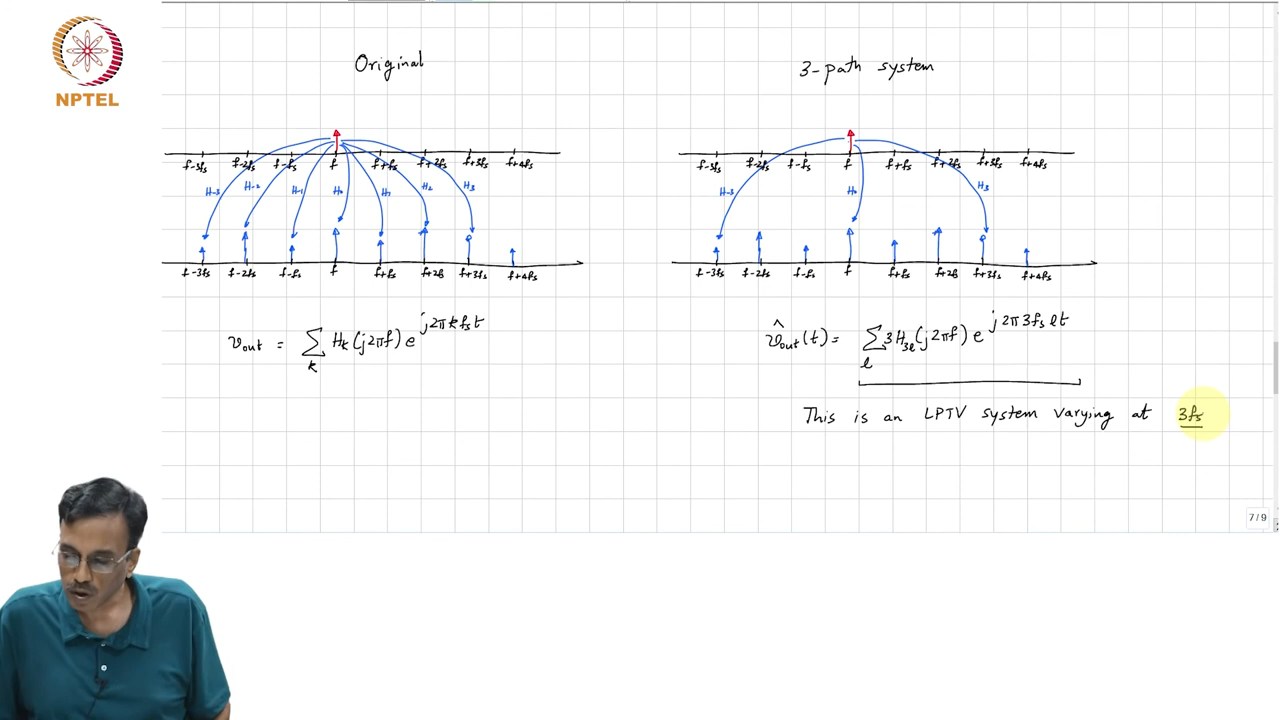 NPTEL
Original
3-path system
f-3fs f-2fs f-fs f f+fs f+2fs f+3fs f+4fs
f-3fs f-2fs f-fs f f+fs f+2fs f+3fs f+4fs
H-3 H-2 H-1 H0 H1 H2 H3
H-3 H0 H3
f-3fs f-2fs f-fs f f+fs f+2fs f+3fs f+4fs
f-3fs f-2fs f-fs f f+fs f+2fs f+3fs f+4fs
vout = ∑k Hk(j2πf) e^j2πkfst
v̂out(t) = ∑l 3H3l(j2πf) e^j2π3fslt
This is an LPTV system varying at 3fs
7/9